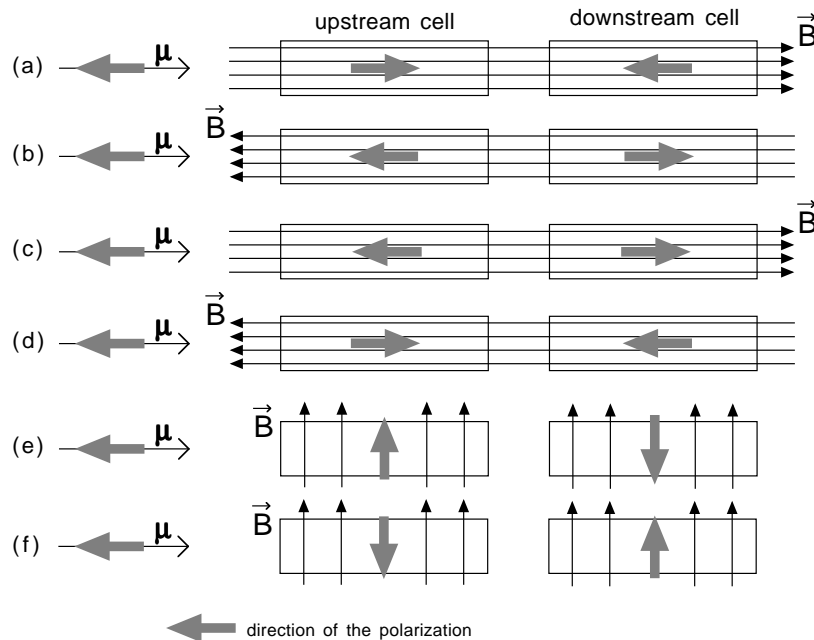 upstream cell downstream cell
(a) μ B
(b) μ B
(c) μ B
(d) μ B
(e) μ B
(f) μ B
direction of the polarization